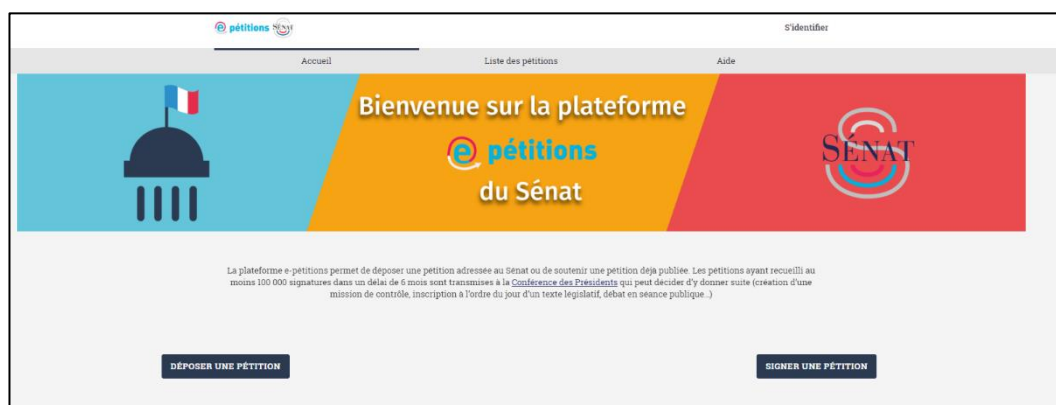 e pétitions SÉNAT
S'identifier
Accueil
Liste des pétitions
Aide
Bienvenue sur la plateforme
e pétitions
du Sénat
SÉNAT
La plateforme e-pétitions permet de déposer une pétition adressée au Sénat ou de soutenir une pétition déjà publiée. Les pétitions ayant recueilli au
moins 100 000 signatures dans un délai de 6 mois sont transmises à la Conférence des Présidents qui peut décider d'y donner suite (création d'une
mission de contrôle, inscription à l'ordre du jour d'un texte législatif, débat en séance publique...)
DÉPOSER UNE PÉTITION
SIGNER UNE PÉTITION